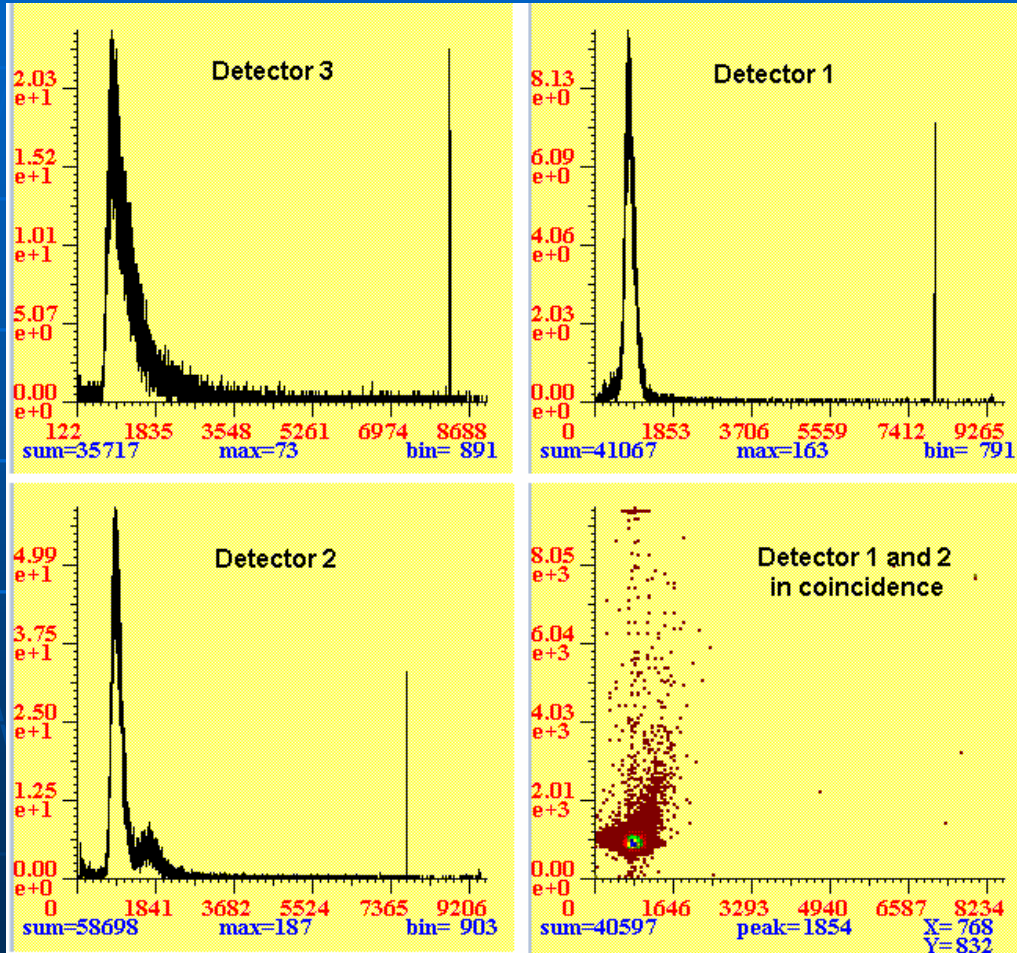 Detector 3
2.03
e+1
1.52
e+1
1.01
e+1
5.07
e+0
0.00
e+0
122 1835 3548 5261 6974 8688
sum=35717 max=73 bin= 891
Detector 1
8.13
e+0
6.09
e+0
4.06
e+0
2.03
e+0
0.00
e+0
0 1853 3706 5559 7412 9265
sum=41067 max=163 bin= 791
Detector 2
4.99
e+1
3.75
e+1
2.50
e+1
1.25
e+1
0.00
e+0
0 1841 3682 5524 7365 9206
sum=58698 max=187 bin= 903
Detector 1 and 2
in coincidence
8.05
e+3
6.04
e+3
4.03
e+3
2.01
e+3
0.00
e+0
0 1646 3293 4940 6587 8234
sum=40597 peak=1854 X= 768
Y= 832